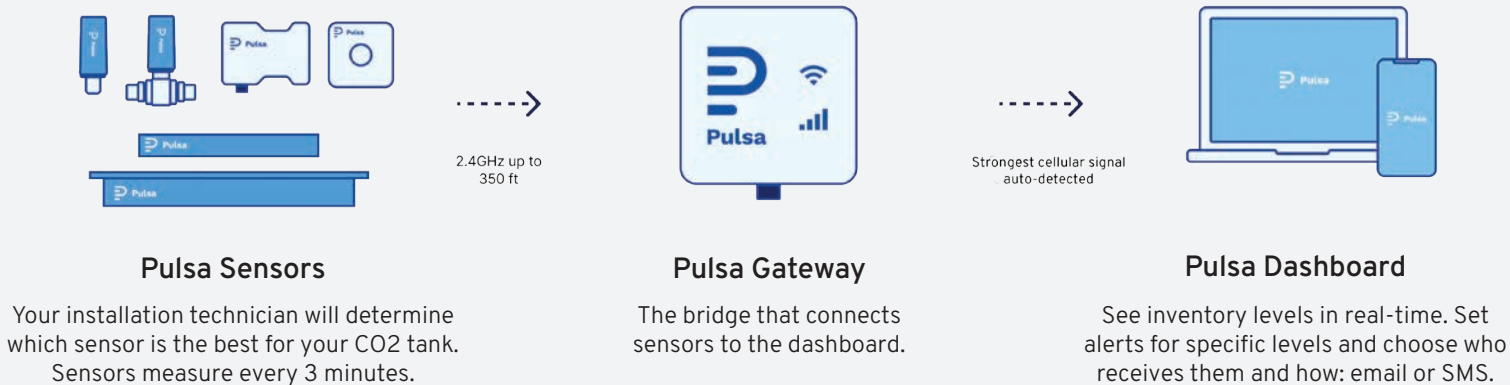 Pulsa
Pulsa
Pulsa
Pulsa
Pulsa
Pulsa
2.4GHz up to
350 ft
Pulsa
Strongest cellular signal
auto-detected
Pulsa
Pulsa
Pulsa Sensors
Your installation technician will determine
which sensor is the best for your CO2 tank.
Sensors measure every 3 minutes.
Pulsa Gateway
The bridge that connects
sensors to the dashboard.
Pulsa Dashboard
See inventory levels in real-time. Set
alerts for specific levels and choose who
receives them and how: email or SMS.